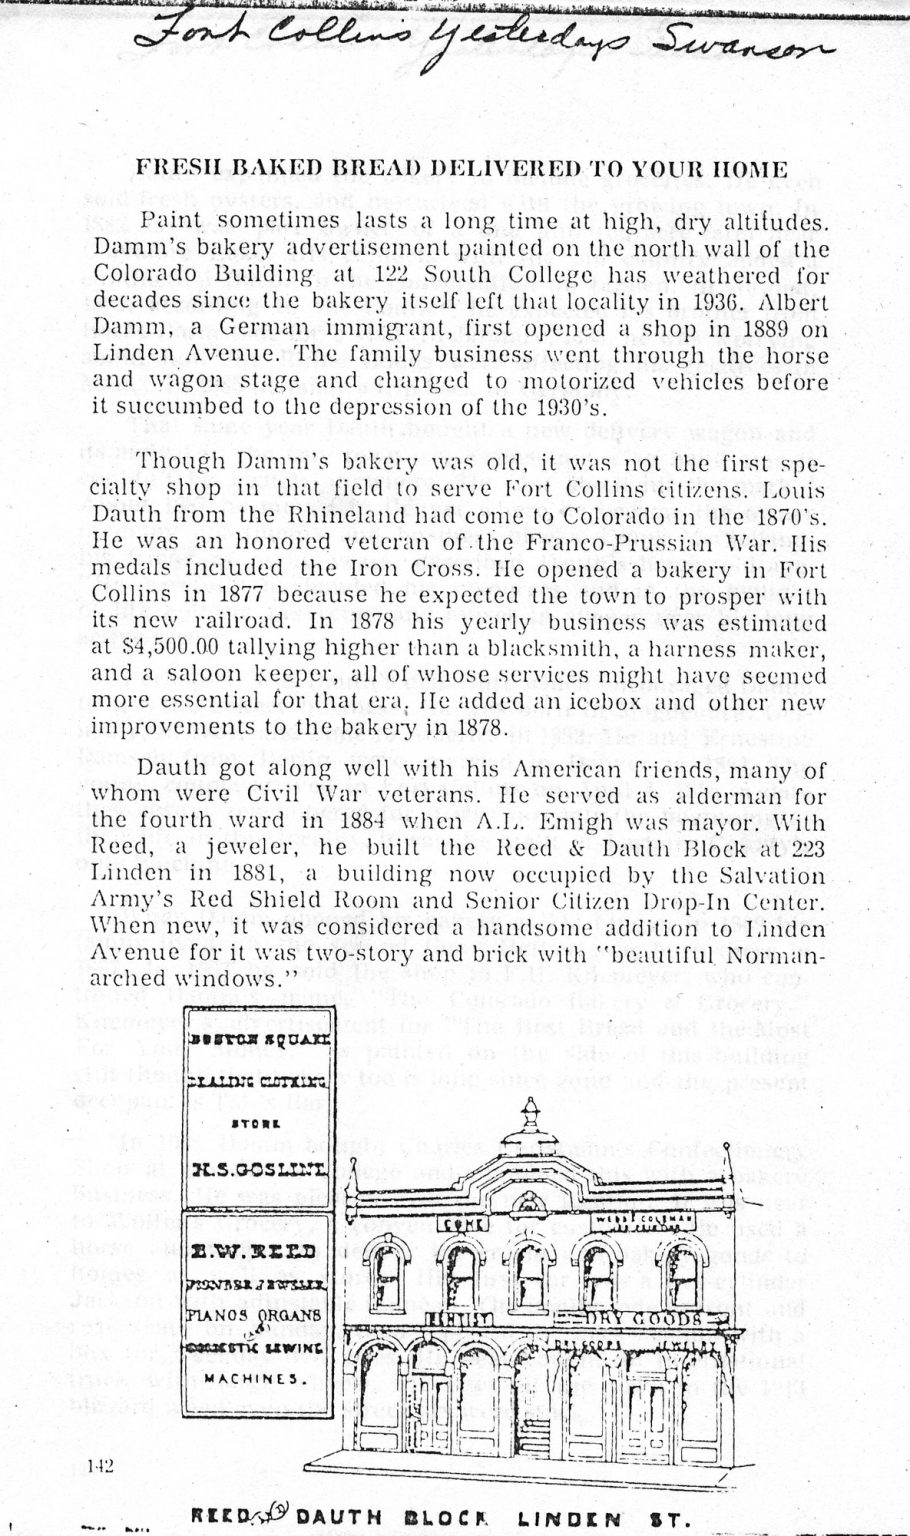 Fort Collins Yesterdays Swanson
FRESH BAKED BREAD DELIVERED TO YOUR HOME
Paint sometimes lasts a long time at high, dry altitudes.
Damm's bakery advertisement painted on the north wall of the
Colorado Building at 122 South College has weathered for
decades since the bakery itself left that locality in 1936. Albert
Damm, a German immigrant, first opened a shop in 1889 on
Linden Avenue. The family business went through the horse
and wagon stage and changed to motorized vehicles before
it succumbed to the depression of the 1930's.
Though Damm's bakery was old, it was not the first spe-
cialty shop in that field to serve Fort Collins citizens. Louis
Dauth from the Rhineland had come to Colorado in the 1870's.
He was an honored veteran of the Franco-Prussian War. His
medals included the Iron Cross. He opened a bakery in Fort
Collins in 1877 because he expected the town to prosper with
its new railroad. In 1878 his yearly business was estimated
at $4,500.00 tallying higher than a blacksmith, a harness maker,
and a saloon keeper, all of whose services might have seemed
more essential for that era. He added an icebox and other new
improvements to the bakery in 1878.
Dauth got along well with his American friends, many of
whom were Civil War veterans. He served as alderman for
the fourth ward in 1884 when A.L. Emigh was mayor. With
Reed, a jeweler, he built the Reed & Dauth Block at 223
Linden in 1881, a building now occupied by the Salvation
Army's Red Shield Room and Senior Citizen Drop-In Center.
When new, it was considered a handsome addition to Linden
Avenue for it was two-story and brick with "beautiful Norman-
arched windows."
BOSTON SQUARE
DEALING CLOTHING
STORE
H.S. GOSLINE
E.W. REED
PIONEER JEWELER
PIANOS ORGANS
&
DOMESTIC SEWING
MACHINES.
DENTIST
DRY GOODS
JEWELRY
142
REED & DAUTH BLOCK LINDEN ST.